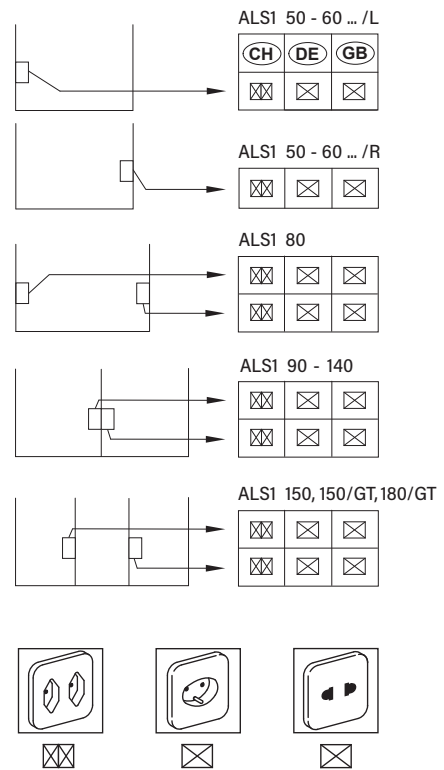 ALS1 50 - 60 ... /L
CH DE GB
ALS1 50 - 60 ... /R
ALS1 80
ALS1 90 - 140
ALS1 150, 150/GT, 180/GT